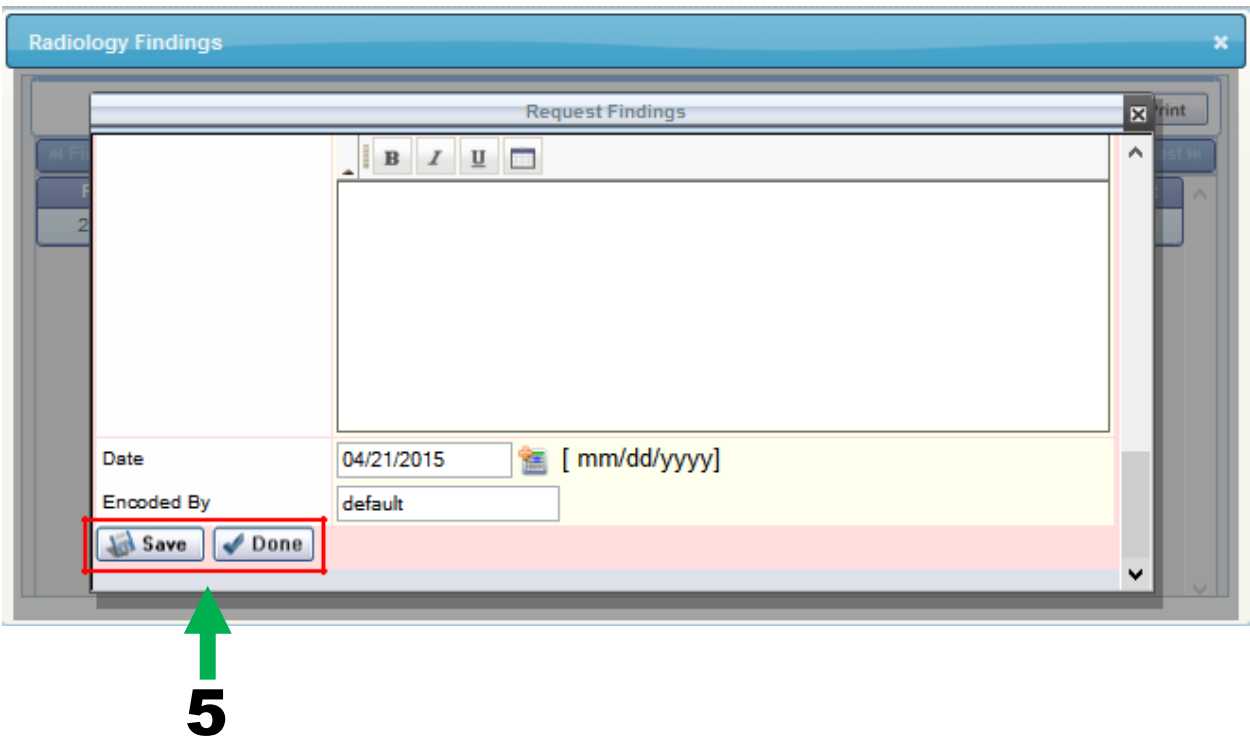 Radiology Findings
Request Findings
Print
B I U
Date 04/21/2015 [ mm/dd/yyyy]
Encoded By default
Save Done
5